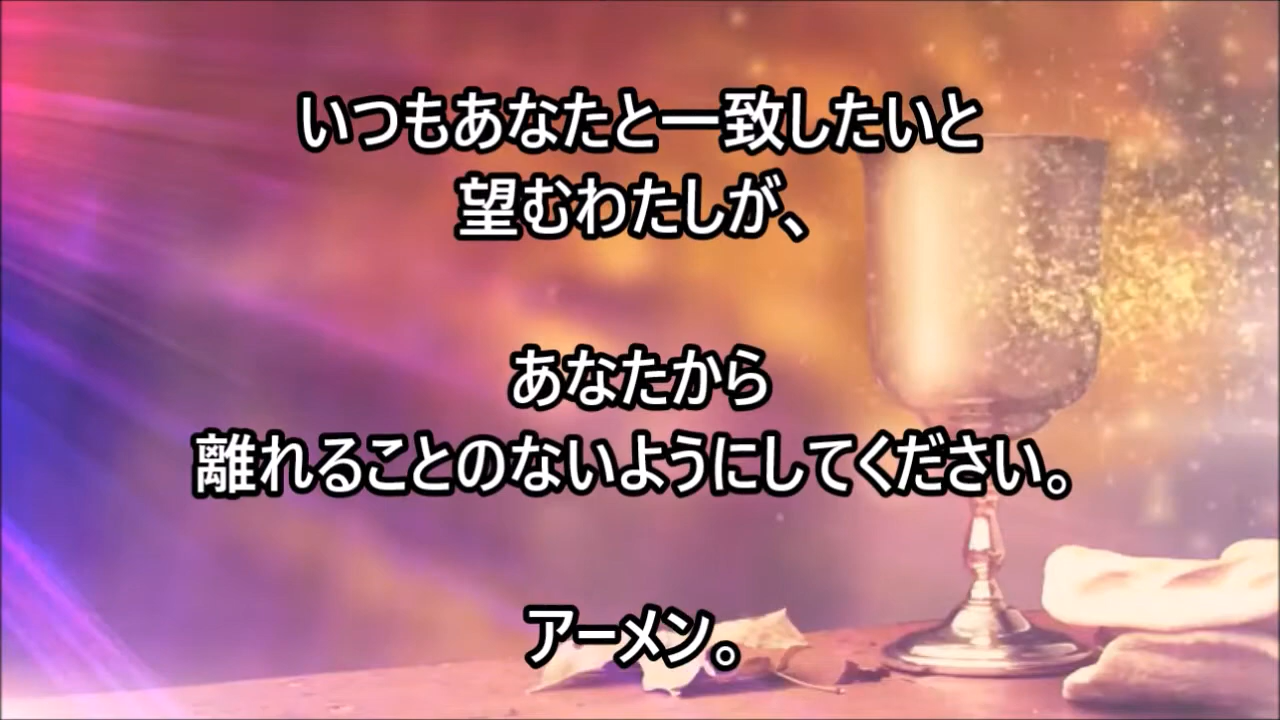 いつもあなたと一致したいと
望むわたしが、
あなたから
離れることのないようにしてください。
アーメン。